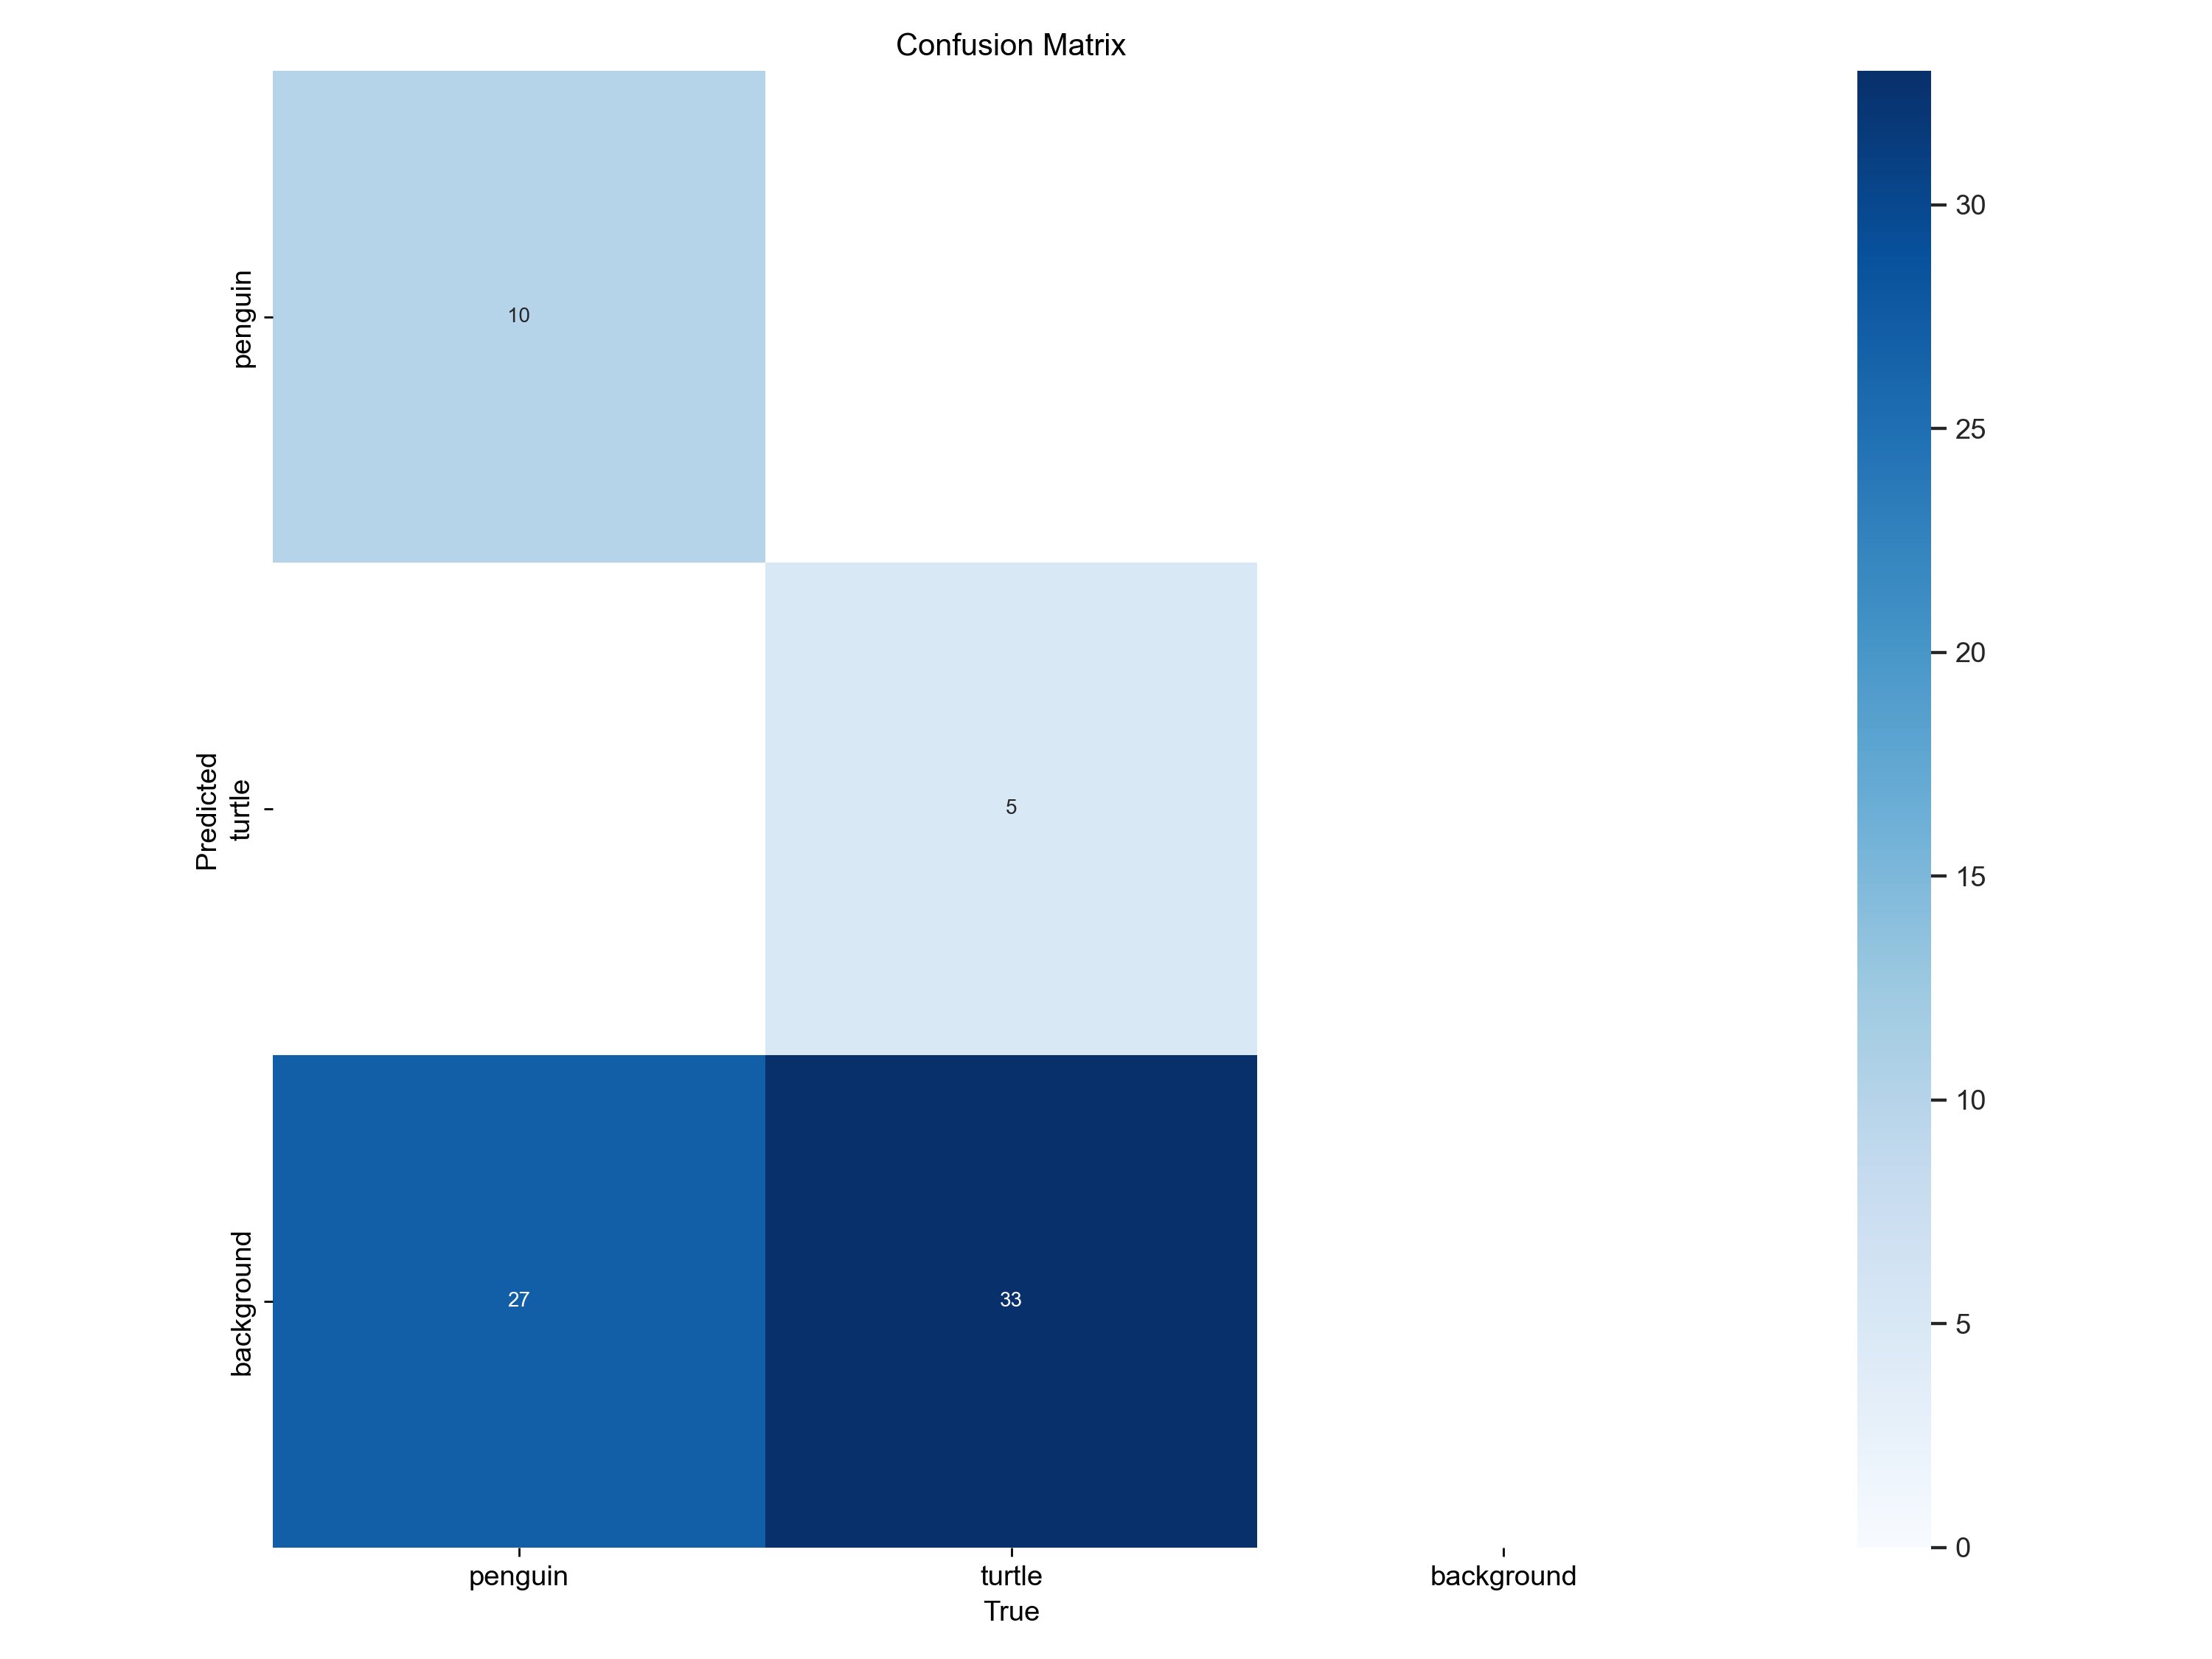 Confusion Matrix
penguin
10
Predicted
turtle
5
background
27
33
penguin
turtle
background
True
30
25
20
15
10
5
0